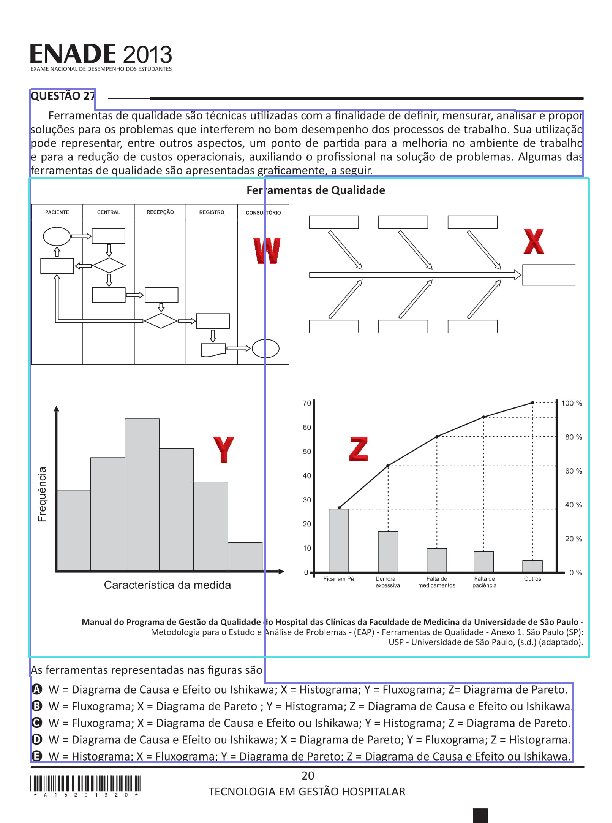 ENADE 2013
EXAME NACIONAL DE DESEMPENHO DOS ESTUDANTES
QUESTÃO 27
Ferramentas de qualidade são técnicas utilizadas com a finalidade de definir, mensurar, analisar e propor
soluções para os problemas que interferem no bom desempenho dos processos de trabalho. Sua utilização
pode representar, entre outros aspectos, um ponto de partida para a melhoria no ambiente de trabalho
e para a redução de custos operacionais, auxiliando o profissional na solução de problemas. Algumas das
ferramentas de qualidade são apresentadas graficamente, a seguir.
Ferramentas de Qualidade
PACIENTE CENTRAL RECEPÇÃO REGISTRO CONSULTÓRIO
W
X
Frequência
Y
Característica da medida
Z
70
60
50
40
30
20
10
0
100 %
80 %
60 %
40 %
20 %
0 %
Ficar em Pé
Demora
excessiva
Falta de
medicamentos
Falta de
paciência
Outros
Manual do Programa de Gestão da Qualidade do Hospital das Clínicas da Faculdade de Medicina da Universidade de São Paulo -
Metodologia para o Estudo e Análise de Problemas - (EAP) - Ferramentas de Qualidade - Anexo 1. São Paulo (SP):
USP - Universidade de São Paulo, (s.d.) (adaptado).
As ferramentas representadas nas figuras são
A W = Diagrama de Causa e Efeito ou Ishikawa; X = Histograma; Y = Fluxograma; Z= Diagrama de Pareto.
B W = Fluxograma; X = Diagrama de Pareto ; Y = Histograma; Z = Diagrama de Causa e Efeito ou Ishikawa.
C W = Fluxograma; X = Diagrama de Causa e Efeito ou Ishikawa; Y = Histograma; Z = Diagrama de Pareto.
D W = Diagrama de Causa e Efeito ou Ishikawa; X = Diagrama de Pareto; Y = Fluxograma; Z = Histograma.
E W = Histograma; X = Fluxograma; Y = Diagrama de Pareto; Z = Diagrama de Causa e Efeito ou Ishikawa.
20
TECNOLOGIA EM GESTÃO HOSPITALAR